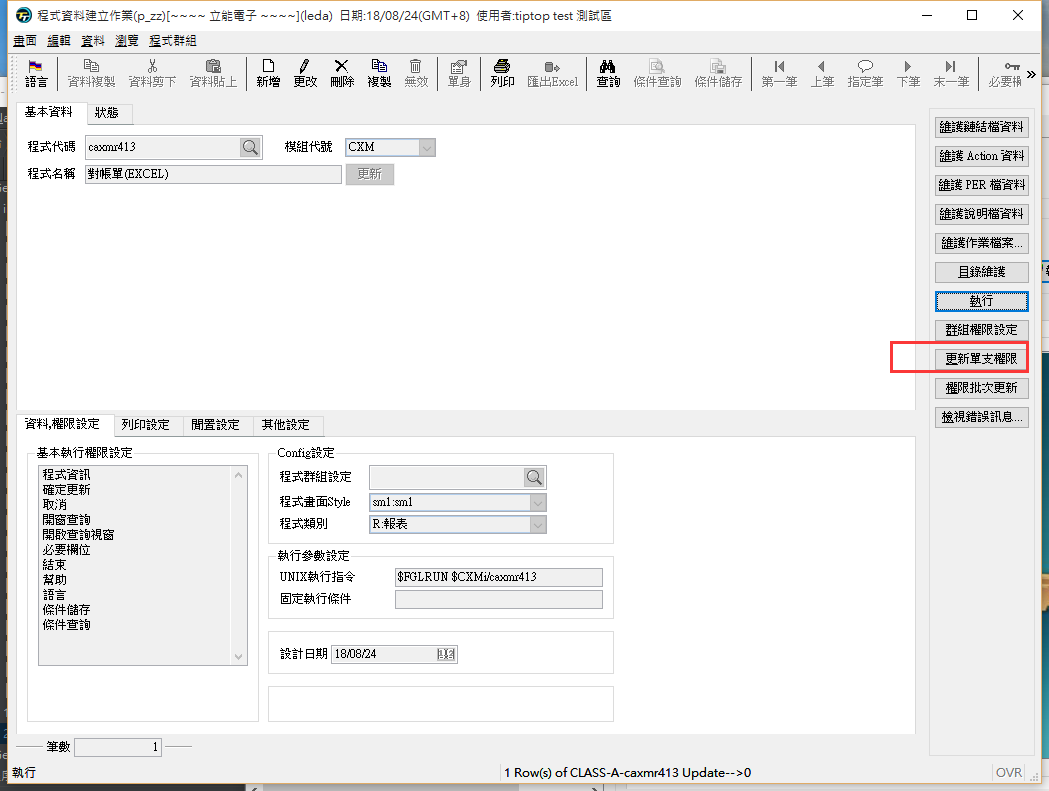 程式資料建立作業(p_zz)[~~~~ 立能電子 ~~~~](leda) 日期:18/08/24(GMT+8) 使用者:tiptop test 測試區
畫面 編輯 資料 瀏覽 程式群組
語言 資料複製 資料剪下 資料貼上 新增 更改 刪除 複製 無效 單身 列印 匯出Excel 查詢 條件查詢 條件儲存 第一筆 上筆 指定筆 下筆 末一筆 必要欄
基本資料 狀態
程式代碼 caxmr413 模組代號 CXM
程式名稱 對帳單(EXCEL) 更新
維護鏈結檔資料
維護 Action 資料
維護 PER 檔資料
維護說明檔資料
維護作業檔案...
目錄維護
執行
群組權限設定
更新單支權限
權限批次更新
檢視錯誤訊息...
資料,權限設定 列印設定 閒置設定 其他設定
基本執行權限設定
程式資訊
確定更新
取消
開窗查詢
開啟查詢視窗
必要欄位
結束
幫助
語言
條件儲存
條件查詢
Config設定
程式群組設定
程式畫面Style sm1:sm1
程式類別 R:報表
執行參數設定
UNIX執行指令 $FGLRUN $CXMi/caxmr413
固定執行條件
設計日期 18/08/24
筆數 1
執行 1 Row(s) of CLASS-A-caxmr413 Update-->0 OVR